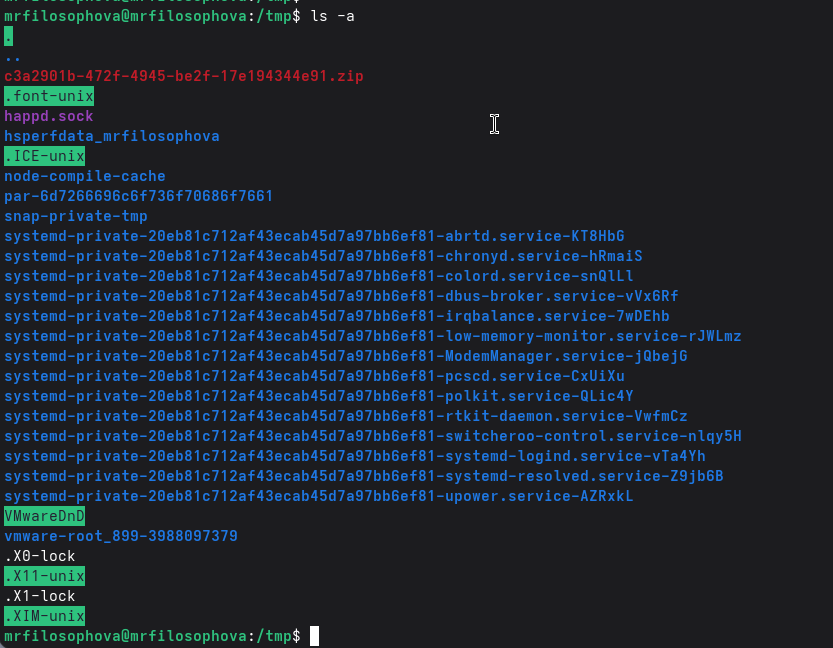 mrfilosophova@mrfilosophova:/tmp$ ls -a
.
..
c3a2901b-472f-4945-be2f-17e194344e91.zip
.font-unix
happd.sock
hsperfdata_mrfilosophova
.ICE-unix
node-compile-cache
par-6d7266696c6f736f70686f7661
snap-private-tmp
systemd-private-20eb81c712af43ecab45d7a97bb6ef81-abrtd.service-KT8HbG
systemd-private-20eb81c712af43ecab45d7a97bb6ef81-chronyd.service-hRmaiS
systemd-private-20eb81c712af43ecab45d7a97bb6ef81-colord.service-snQlLl
systemd-private-20eb81c712af43ecab45d7a97bb6ef81-dbus-broker.service-vVx6Rf
systemd-private-20eb81c712af43ecab45d7a97bb6ef81-irqbalance.service-7wDEhb
systemd-private-20eb81c712af43ecab45d7a97bb6ef81-low-memory-monitor.service-rJWLmz
systemd-private-20eb81c712af43ecab45d7a97bb6ef81-ModemManager.service-jQbejG
systemd-private-20eb81c712af43ecab45d7a97bb6ef81-pcscd.service-CxUiXu
systemd-private-20eb81c712af43ecab45d7a97bb6ef81-polkit.service-QLic4Y
systemd-private-20eb81c712af43ecab45d7a97bb6ef81-rtkit-daemon.service-VwfmCz
systemd-private-20eb81c712af43ecab45d7a97bb6ef81-switcheroo-control.service-nlqy5H
systemd-private-20eb81c712af43ecab45d7a97bb6ef81-systemd-logind.service-vTa4Yh
systemd-private-20eb81c712af43ecab45d7a97bb6ef81-systemd-resolved.service-Z9jb6B
systemd-private-20eb81c712af43ecab45d7a97bb6ef81-upower.service-AZRxkL
VMwareDnD
vmware-root_899-3988097379
.X0-lock
.X11-unix
.X1-lock
.XIM-unix
mrfilosophova@mrfilosophova:/tmp$